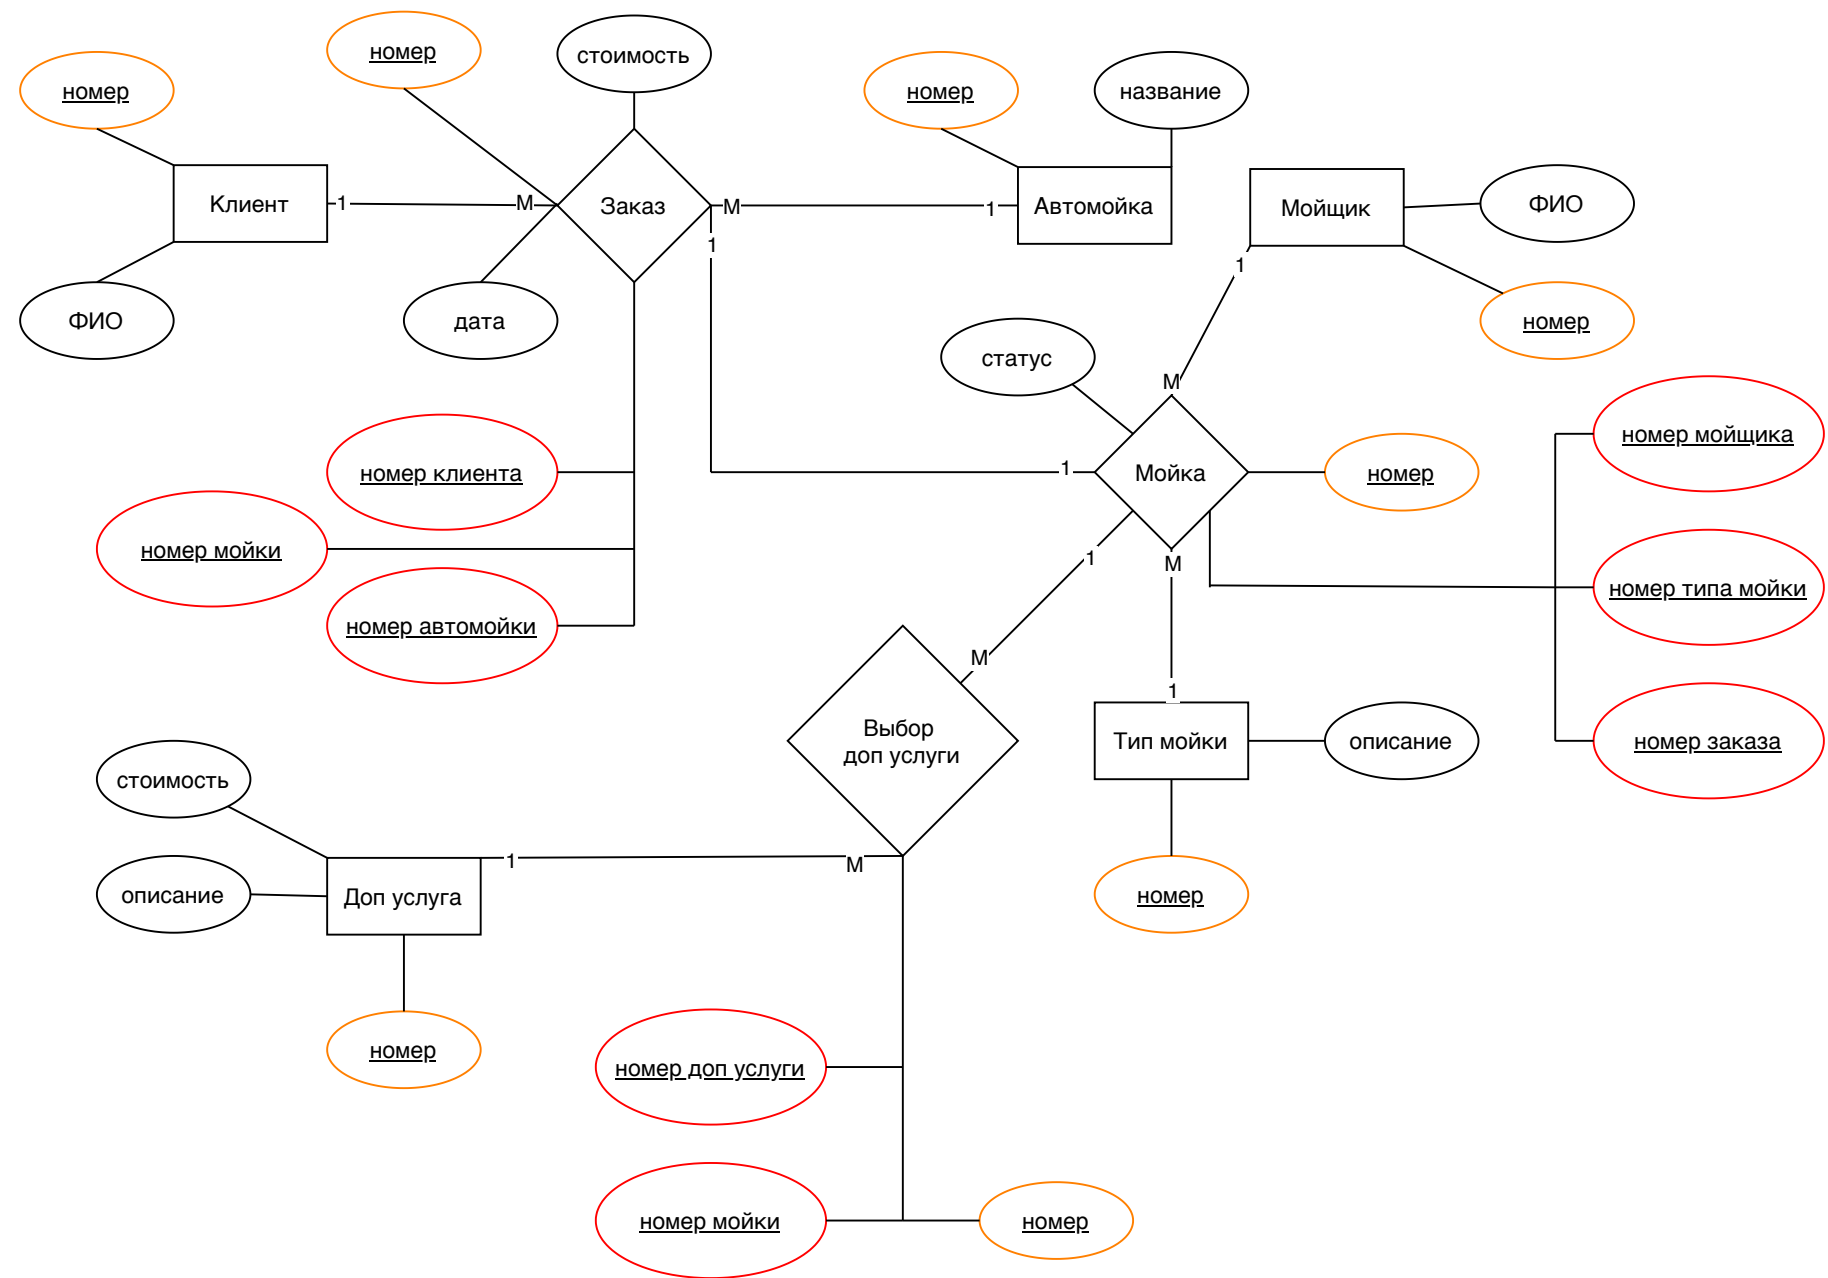 номер
стоимость
номер
номер
название
Клиент
1
M
Заказ
M
1
Автомойка
Мойщик
ФИО
1
1
ФИО
дата
номер
статус
M
номер мойщика
номер клиента
1
Мойка
номер
номер мойки
1
M
номер типа мойки
номер автомойки
M
1
Выбор
доп услуги
Тип мойки
описание
номер заказа
стоимость
1
M
описание
Доп услуга
номер
номер
номер доп услуги
номер мойки
номер